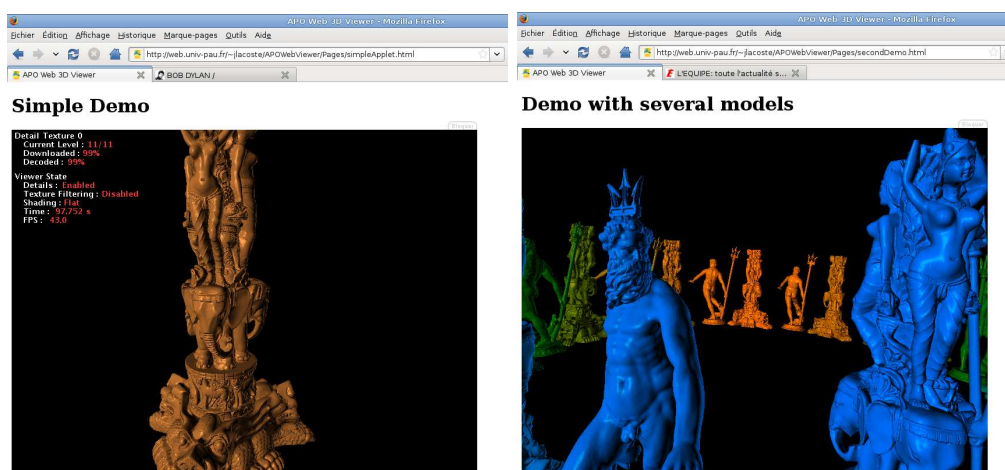 APO Web 3D Viewer - Mozilla Firefox
Fichier Édition Affichage Historique Marque-pages Outils Aide
http://web.univ-pau.fr/~jlacoste/APOWebViewer/Pages/simpleApplet.html
APO Web 3D Viewer
BOB DYLAN /
Simple Demo
Bloquer
Detail Texture 0
Current Level : 11/11
Downloaded : 99%
Decoded : 99%
Viewer State
Details : Enabled
Texture Filtering : Disabled
Shading : Flat
Time : 97.752 s
FPS : 43.0
APO Web 3D Viewer - Mozilla Firefox
Fichier Édition Affichage Historique Marque-pages Outils Aide
http://web.univ-pau.fr/~jlacoste/APOWebViewer/Pages/secondDemo.html
APO Web 3D Viewer
L'EQUIPE: toute l'actualité s...
Demo with several models
Bloquer